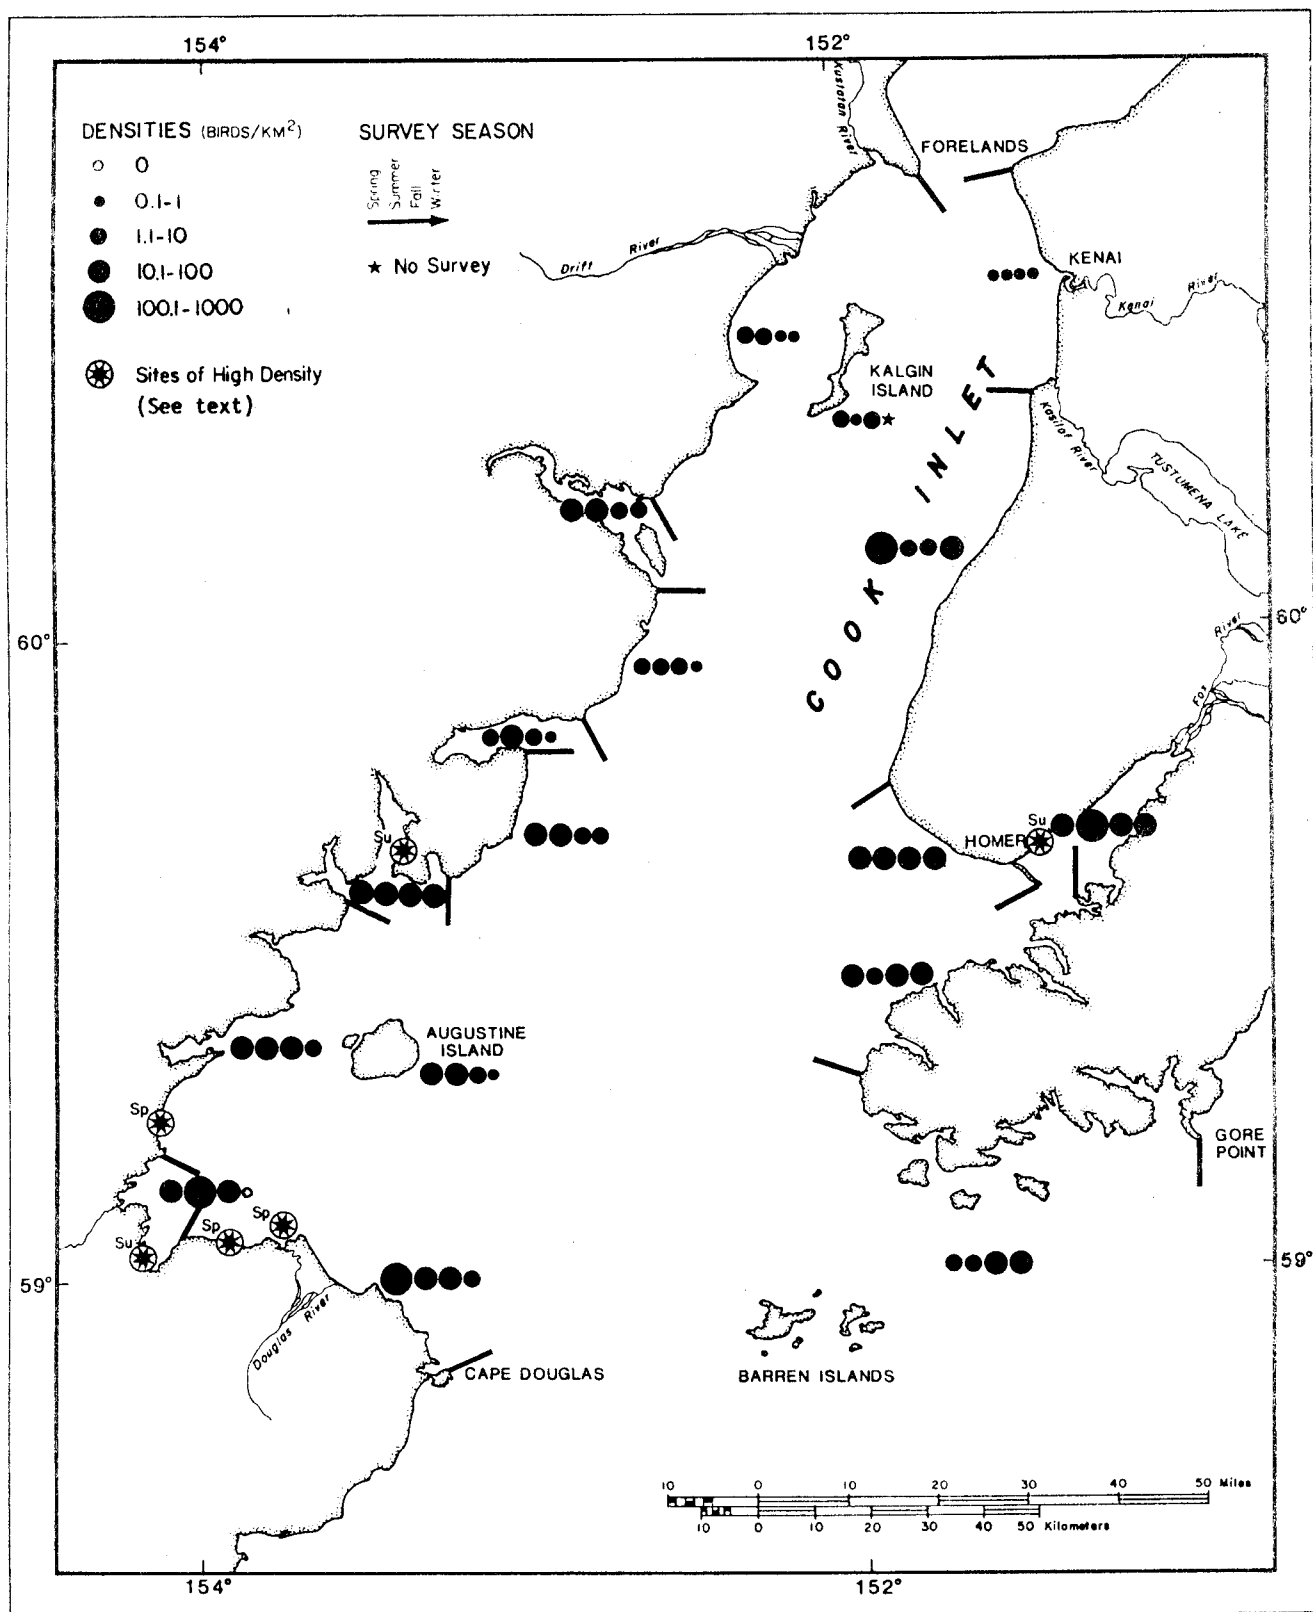 154°
152°
DENSITIES (BIRDS/KM²)
0
0.1-1
1.1-10
10.1-100
100.1-1000
Sites of High Density
(See text)
SURVEY SEASON
Spring
Summer
Fall
Winter
★ No Survey
Kustatan River
FORELANDS
Drift River
KENAI
Kenai River
KALGIN
ISLAND
COOK INLET
Kasilof River
TUSTUMENA LAKE
60°
60°
Fox River
Su
Su
HOMER
AUGUSTINE
ISLAND
Sp
GORE
POINT
Sp
Sp
Su
59°
59°
Douglas River
CAPE DOUGLAS
BARREN ISLANDS
10 0 10 20 30 40 50 Miles
10 0 10 20 30 40 50 Kilometers
154°
152°